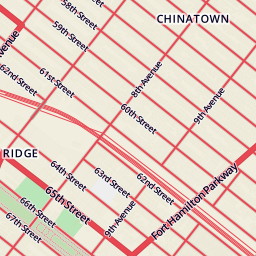 58th Street
CHINATOWN
59th Street
Avenue
62nd Street
61st Street
8th Avenue
60th Street
9th Avenue
RIDGE
64th Street
63rd Street
62nd Street
65th Street
Fort Hamilton Parkway
66th Street
9th Avenue
67th Street